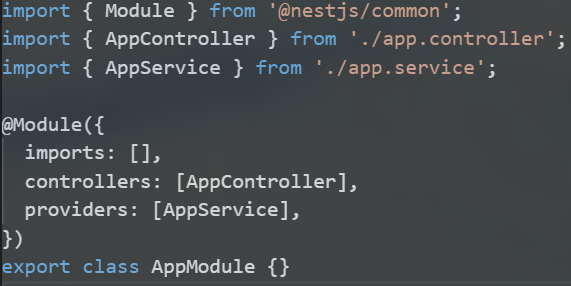 import { Module } from '@nestjs/common';
import { AppController } from './app.controller';
import { AppService } from './app.service';
@Module({
  imports: [],
  controllers: [AppController],
  providers: [AppService],
})
export class AppModule {}